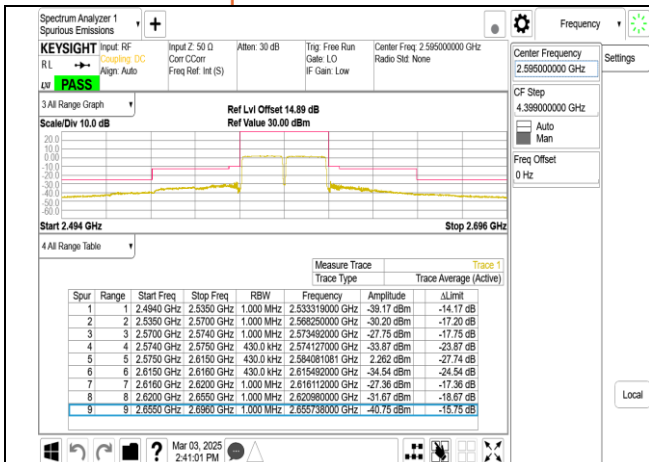 Spectrum Analyzer 1
Spurious Emissions
Frequency
KEYSIGHT
Input: RF
Input Z: 50 Ω
Atten: 30 dB
Trig: Free Run
Center Freq: 2.595000000 GHz
RL
Coupling: DC
Corr CCorr
Gate: LO
Radio Std: None
Align: Auto
Freq Ref: Int (S)
IF Gain: Low
LXI
PASS
Center Frequency
2.595000000 GHz
Settings
CF Step
4.399000000 GHz
Auto
Man
Freq Offset
0 Hz
Local
3 All Range Graph
Ref Lvl Offset 14.89 dB
Scale/Div 10.0 dB
Ref Value 30.00 dBm
20.0
10.0
0.00
-10.0
-20.0
-30.0
-40.0
-50.0
-60.0
Start 2.494 GHz
Stop 2.696 GHz
4 All Range Table
Measure Trace Trace 1
Trace Type Trace Average (Active)
Spur Range Start Freq Stop Freq RBW Frequency Amplitude ΔLimit
1 1 2.4940 GHz 2.5350 GHz 1.000 MHz 2.533319000 GHz -39.17 dBm -14.17 dB
2 2 2.5350 GHz 2.5700 GHz 1.000 MHz 2.568250000 GHz -30.20 dBm -17.20 dB
3 3 2.5700 GHz 2.5740 GHz 1.000 MHz 2.573492000 GHz -27.75 dBm -17.75 dB
4 4 2.5740 GHz 2.5750 GHz 430.0 kHz 2.574127000 GHz -33.87 dBm -23.87 dB
5 5 2.5750 GHz 2.6150 GHz 430.0 kHz 2.584081081 GHz 2.262 dBm -27.74 dB
6 6 2.6150 GHz 2.6160 GHz 430.0 kHz 2.615492000 GHz -34.54 dBm -24.54 dB
7 7 2.6160 GHz 2.6200 GHz 1.000 MHz 2.616112000 GHz -27.36 dBm -17.36 dB
8 8 2.6200 GHz 2.6550 GHz 1.000 MHz 2.620980000 GHz -31.67 dBm -18.67 dB
9 9 2.6550 GHz 2.6960 GHz 1.000 MHz 2.655738000 GHz -40.75 dBm -15.75 dB
Mar 03, 2025
2:41:01 PM